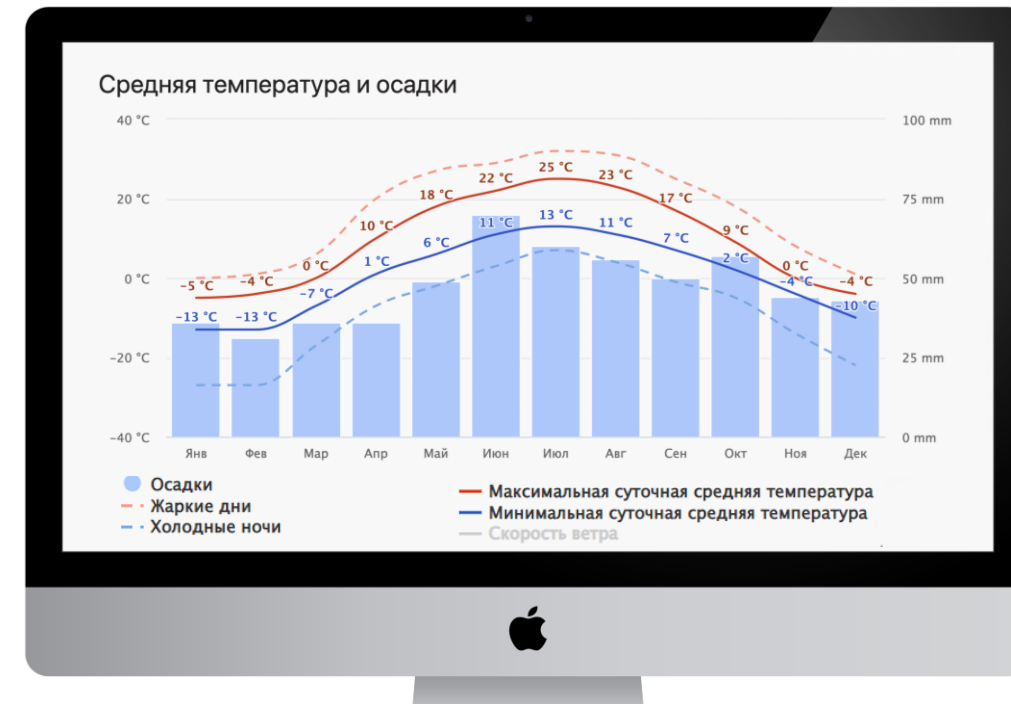 Средняя температура и осадки
40 °C 100 mm
20 °C 75 mm
0 °C 50 mm
−20 °C 25 mm
−40 °C 0 mm
−5 °C −4 °C 0 °C 10 °C 18 °C 22 °C 25 °C 23 °C 17 °C 9 °C 0 °C −4 °C
−13 °C −13 °C −7 °C 1 °C 6 °C 11 °C 13 °C 11 °C 7 °C 2 °C −4 °C −10 °C
Янв Фев Мар Апр Май Июн Июл Авг Сен Окт Ноя Дек
Осадки
Жаркие дни
Холодные ночи
Максимальная суточная средняя температура
Минимальная суточная средняя температура
Скорость ветра